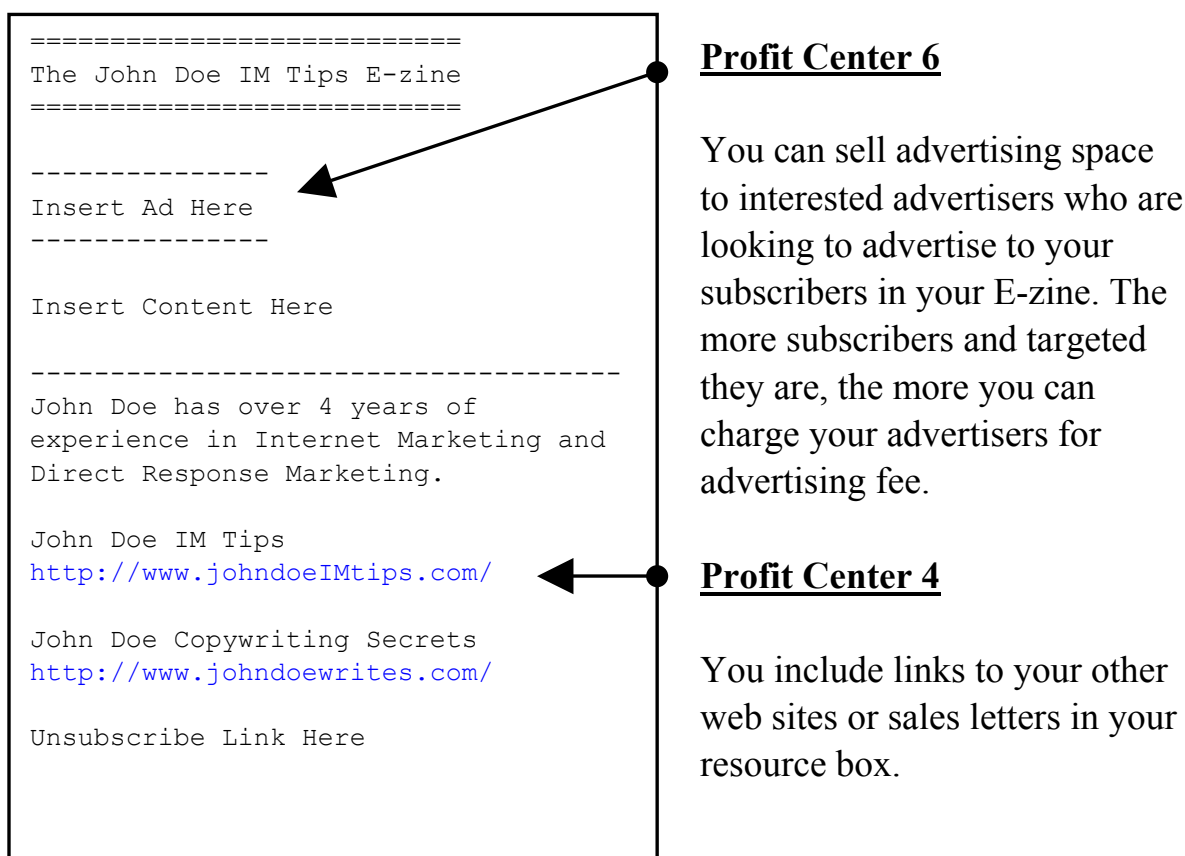 ===========================
The John Doe IM Tips E-zine
===========================
---------------
Insert Ad Here
---------------
Insert Content Here
-------------------------------------
John Doe has over 4 years of
experience in Internet Marketing and
Direct Response Marketing.
John Doe IM Tips
http://www.johndoeIMtips.com/
John Doe Copywriting Secrets
http://www.johndoewrites.com/
Unsubscribe Link Here
Profit Center 6
You can sell advertising space
to interested advertisers who are
looking to advertise to your
subscribers in your E-zine. The
more subscribers and targeted
they are, the more you can
charge your advertisers for
advertising fee.
Profit Center 4
You include links to your other
web sites or sales letters in your
resource box.